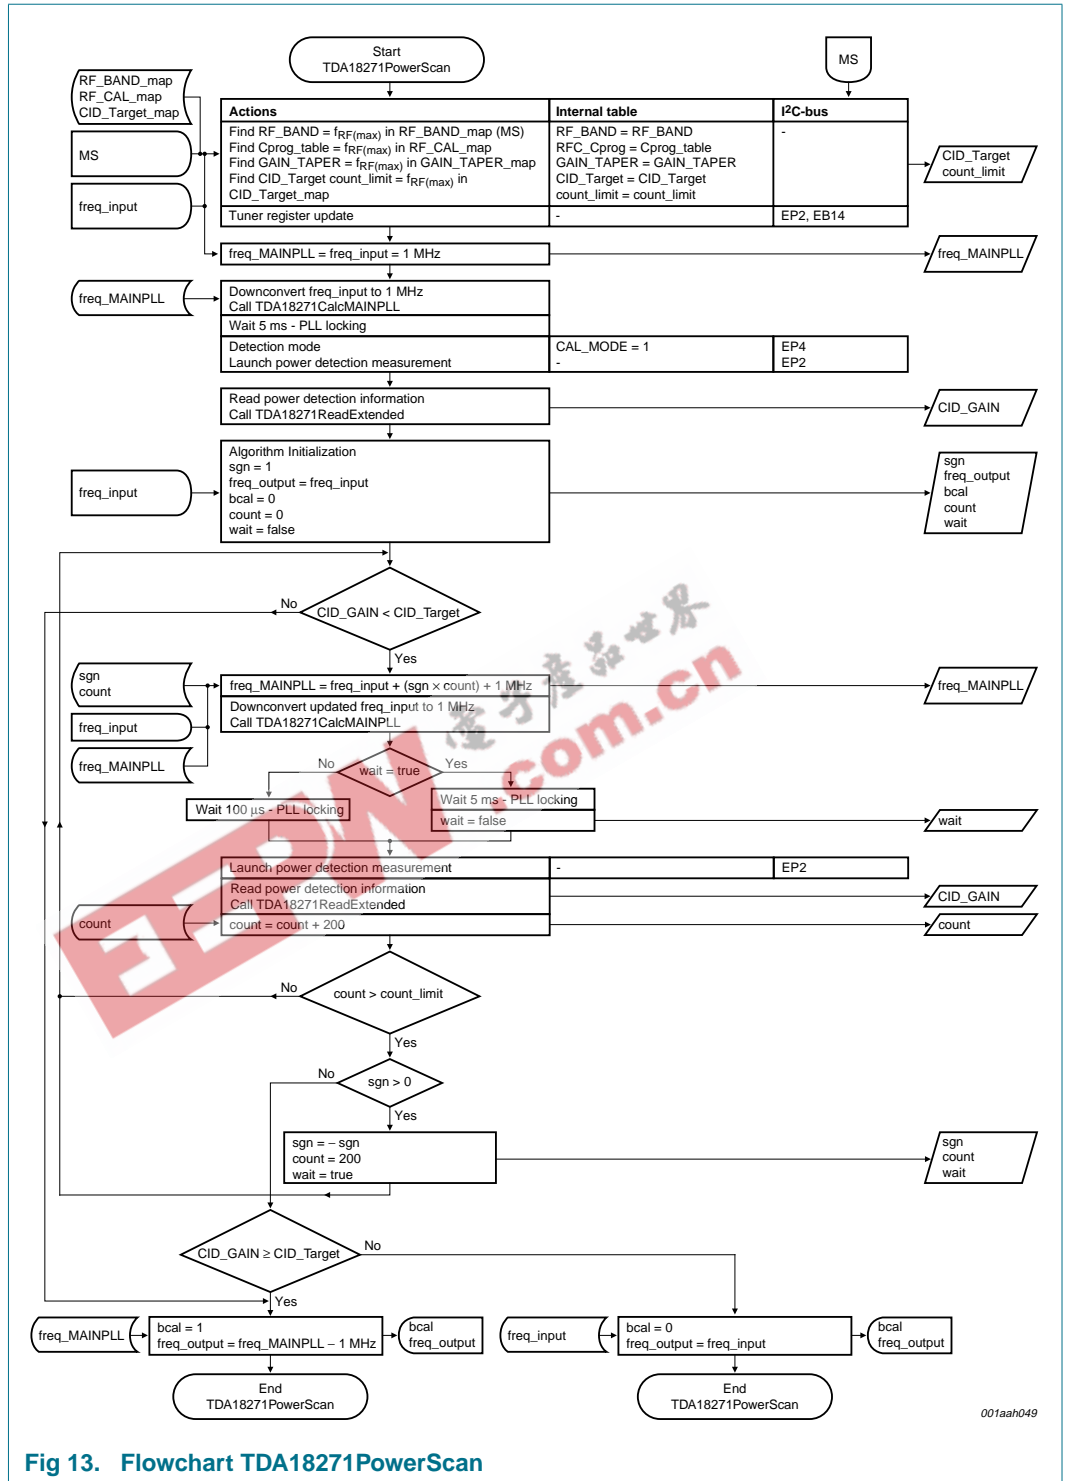 Start
TDA18271PowerScan
MS
RF_BAND_map
RF_CAL_map
CID_Target_map
MS
freq_input
Actions
Internal table
I²C-bus
Find RF_BAND = fRF(max) in RF_BAND_map (MS)
Find Cprog_table = fRF(max) in RF_CAL_map
Find GAIN_TAPER = fRF(max) in GAIN_TAPER_map
Find CID_Target count_limit = fRF(max) in
CID_Target_map
RF_BAND = RF_BAND
RFC_Cprog = Cprog_table
GAIN_TAPER = GAIN_TAPER
CID_Target = CID_Target
count_limit = count_limit
-
CID_Target
count_limit
Tuner register update
-
EP2, EB14
freq_MAINPLL = freq_input = 1 MHz
freq_MAINPLL
freq_MAINPLL
Downconvert freq_input to 1 MHz
Call TDA18271CalcMAINPLL
Wait 5 ms - PLL locking
Detection mode
Launch power detection measurement
CAL_MODE = 1
-
EP4
EP2
Read power detection information
Call TDA18271ReadExtended
CID_GAIN
freq_input
Algorithm Initialization
sgn = 1
freq_output = freq_input
bcal = 0
count = 0
wait = false
sgn
freq_output
bcal
count
wait
No
CID_GAIN < CID_Target
Yes
sgn
count
freq_input
freq_MAINPLL
freq_MAINPLL = freq_input + (sgn × count) + 1 MHz
Downconvert updated freq_input to 1 MHz
Call TDA18271CalcMAINPLL
freq_MAINPLL
No
wait = true
Yes
Wait 100 µs - PLL locking
Wait 5 ms - PLL locking
wait = false
wait
Launch power detection measurement
-
EP2
Read power detection information
Call TDA18271ReadExtended
CID_GAIN
count
count = count + 200
count
No
count > count_limit
Yes
No
sgn > 0
Yes
sgn = – sgn
count = 200
wait = true
sgn
count
wait
CID_GAIN ≥ CID_Target
No
Yes
freq_MAINPLL
bcal = 1
freq_output = freq_MAINPLL – 1 MHz
bcal
freq_output
freq_input
bcal = 0
freq_output = freq_input
bcal
freq_output
End
TDA18271PowerScan
End
TDA18271PowerScan
001aah049
EEPW.com.cn
Fig 13. Flowchart TDA18271PowerScan